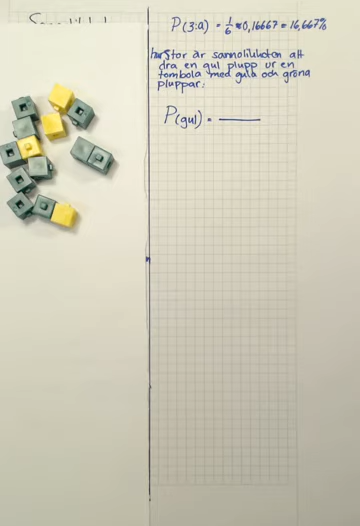 P(3:a) = 1/6 ≈ 0,16667 = 16,667%
hur stor är sannolikheten att
dra en gul plupp ur en
tombola med gula och gröna
pluppar:
P(gul) = ———